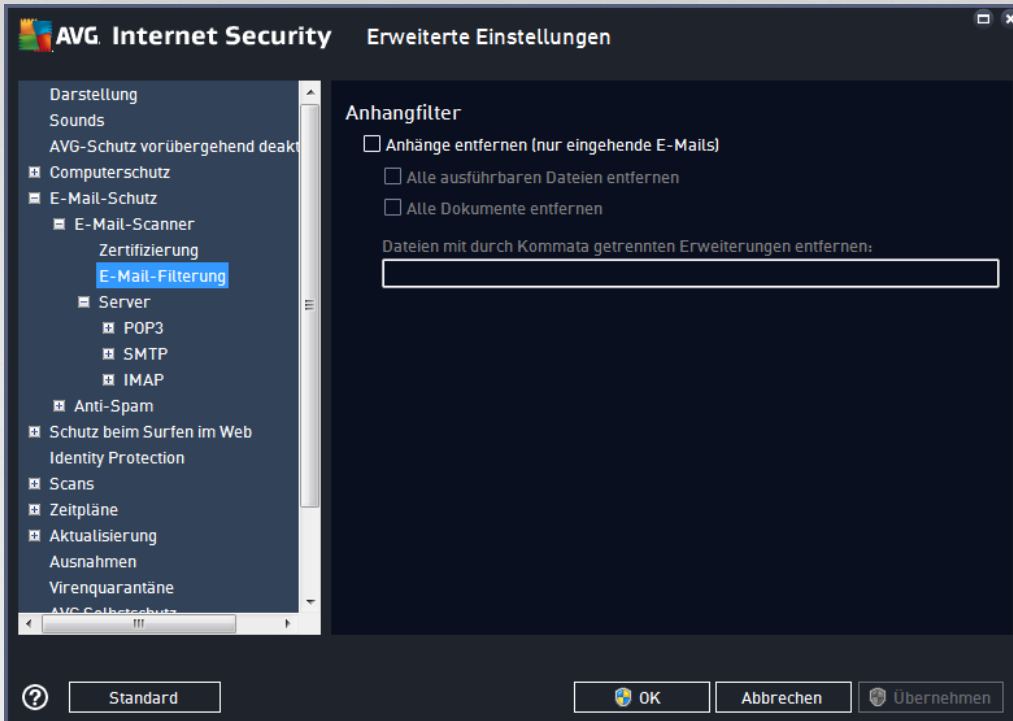 AVG Internet Security Erweiterte Einstellungen
Darstellung
Sounds
AVG-Schutz vorübergehend deakt
Computerschutz
E-Mail-Schutz
E-Mail-Scanner
Zertifizierung
E-Mail-Filterung
Server
POP3
SMTP
IMAP
Anti-Spam
Schutz beim Surfen im Web
Identity Protection
Scans
Zeitpläne
Aktualisierung
Ausnahmen
Virenquarantäne
AVG Selbstschutz
Anhangfilter
Anhänge entfernen (nur eingehende E-Mails)
Alle ausführbaren Dateien entfernen
Alle Dokumente entfernen
Dateien mit durch Kommata getrennten Erweiterungen entfernen:
Standard
OK
Abbrechen
Übernehmen